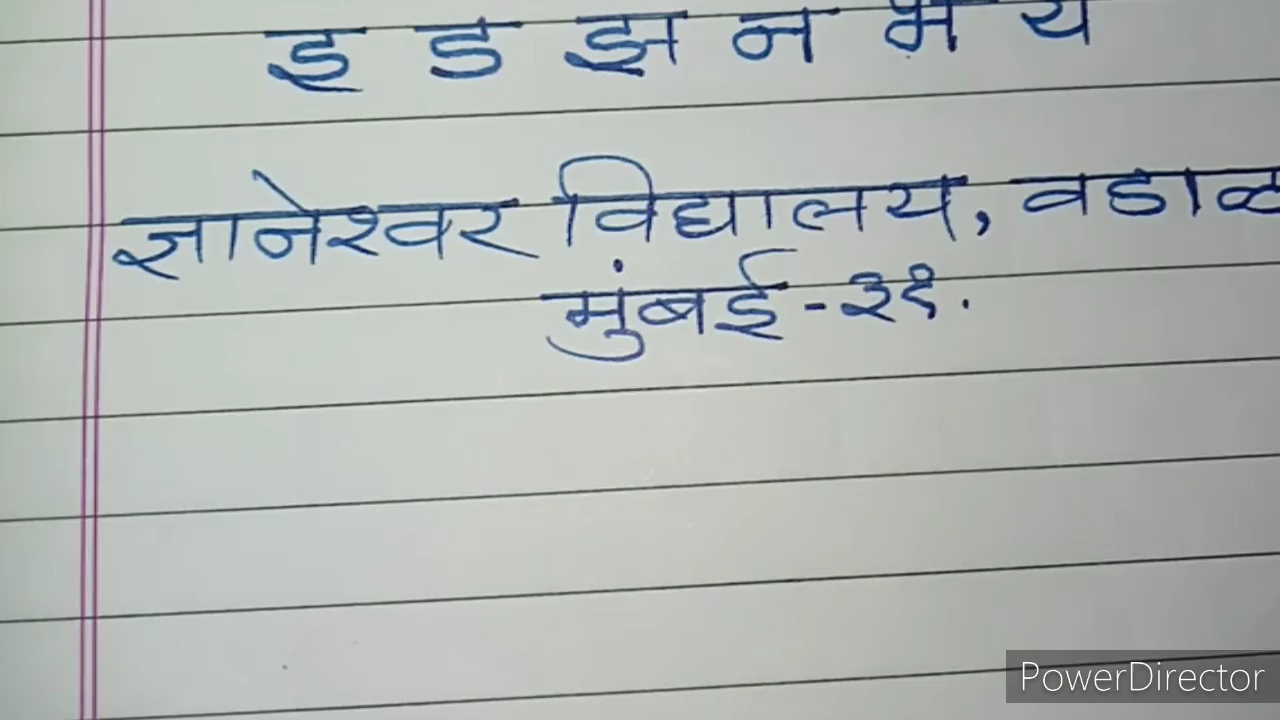 इ ड झ न भ य
ज्ञानेश्वर विद्यालय, वडाळ
मुंबई - ३१.
PowerDirector